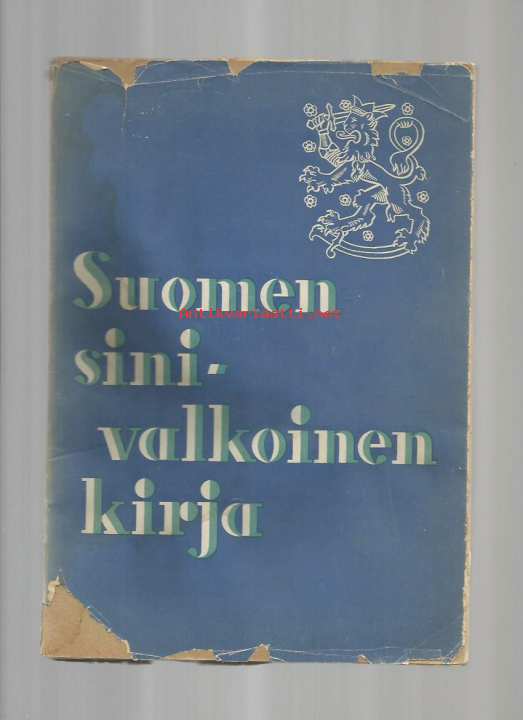 Suomen
Antikvariaatti.net
sini-
valkoinen
kirja